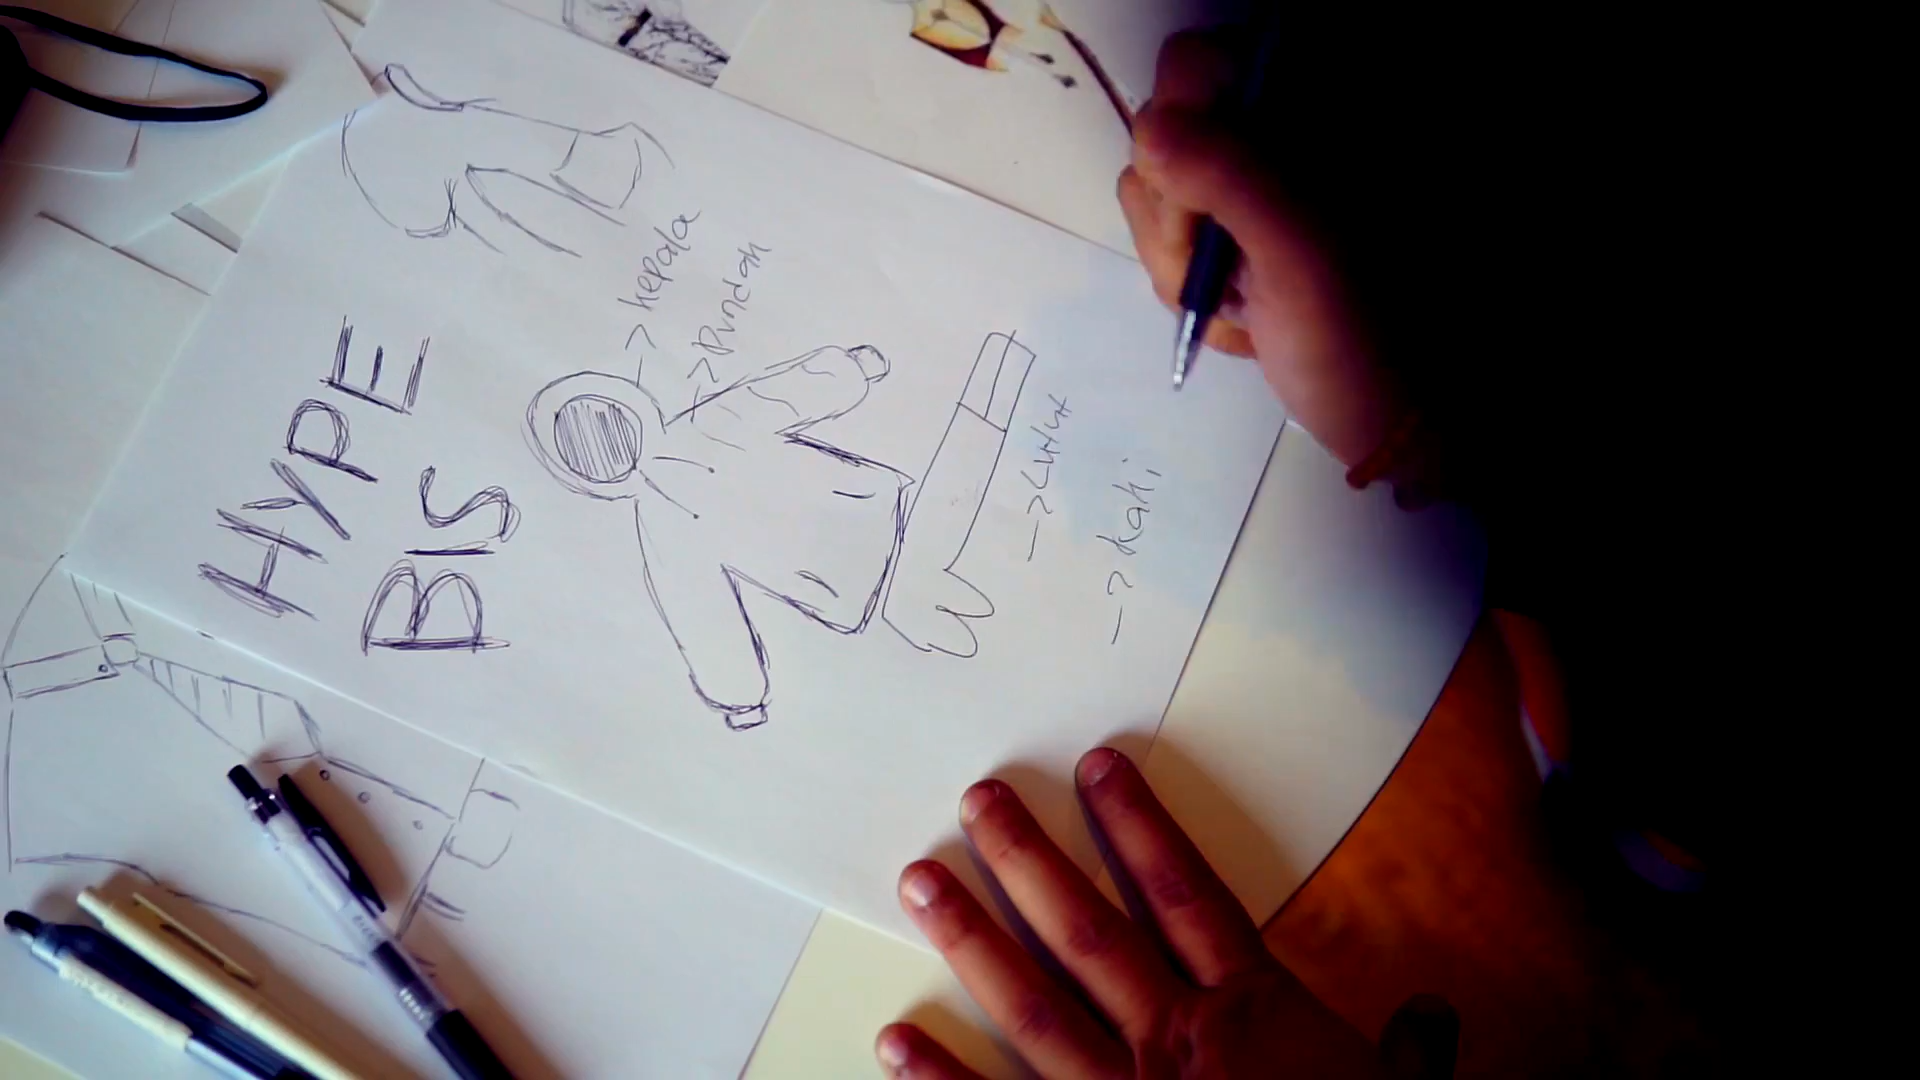 HYPE
BIS
-> kepala
-> Pundak
-> Lutut
-> kaki